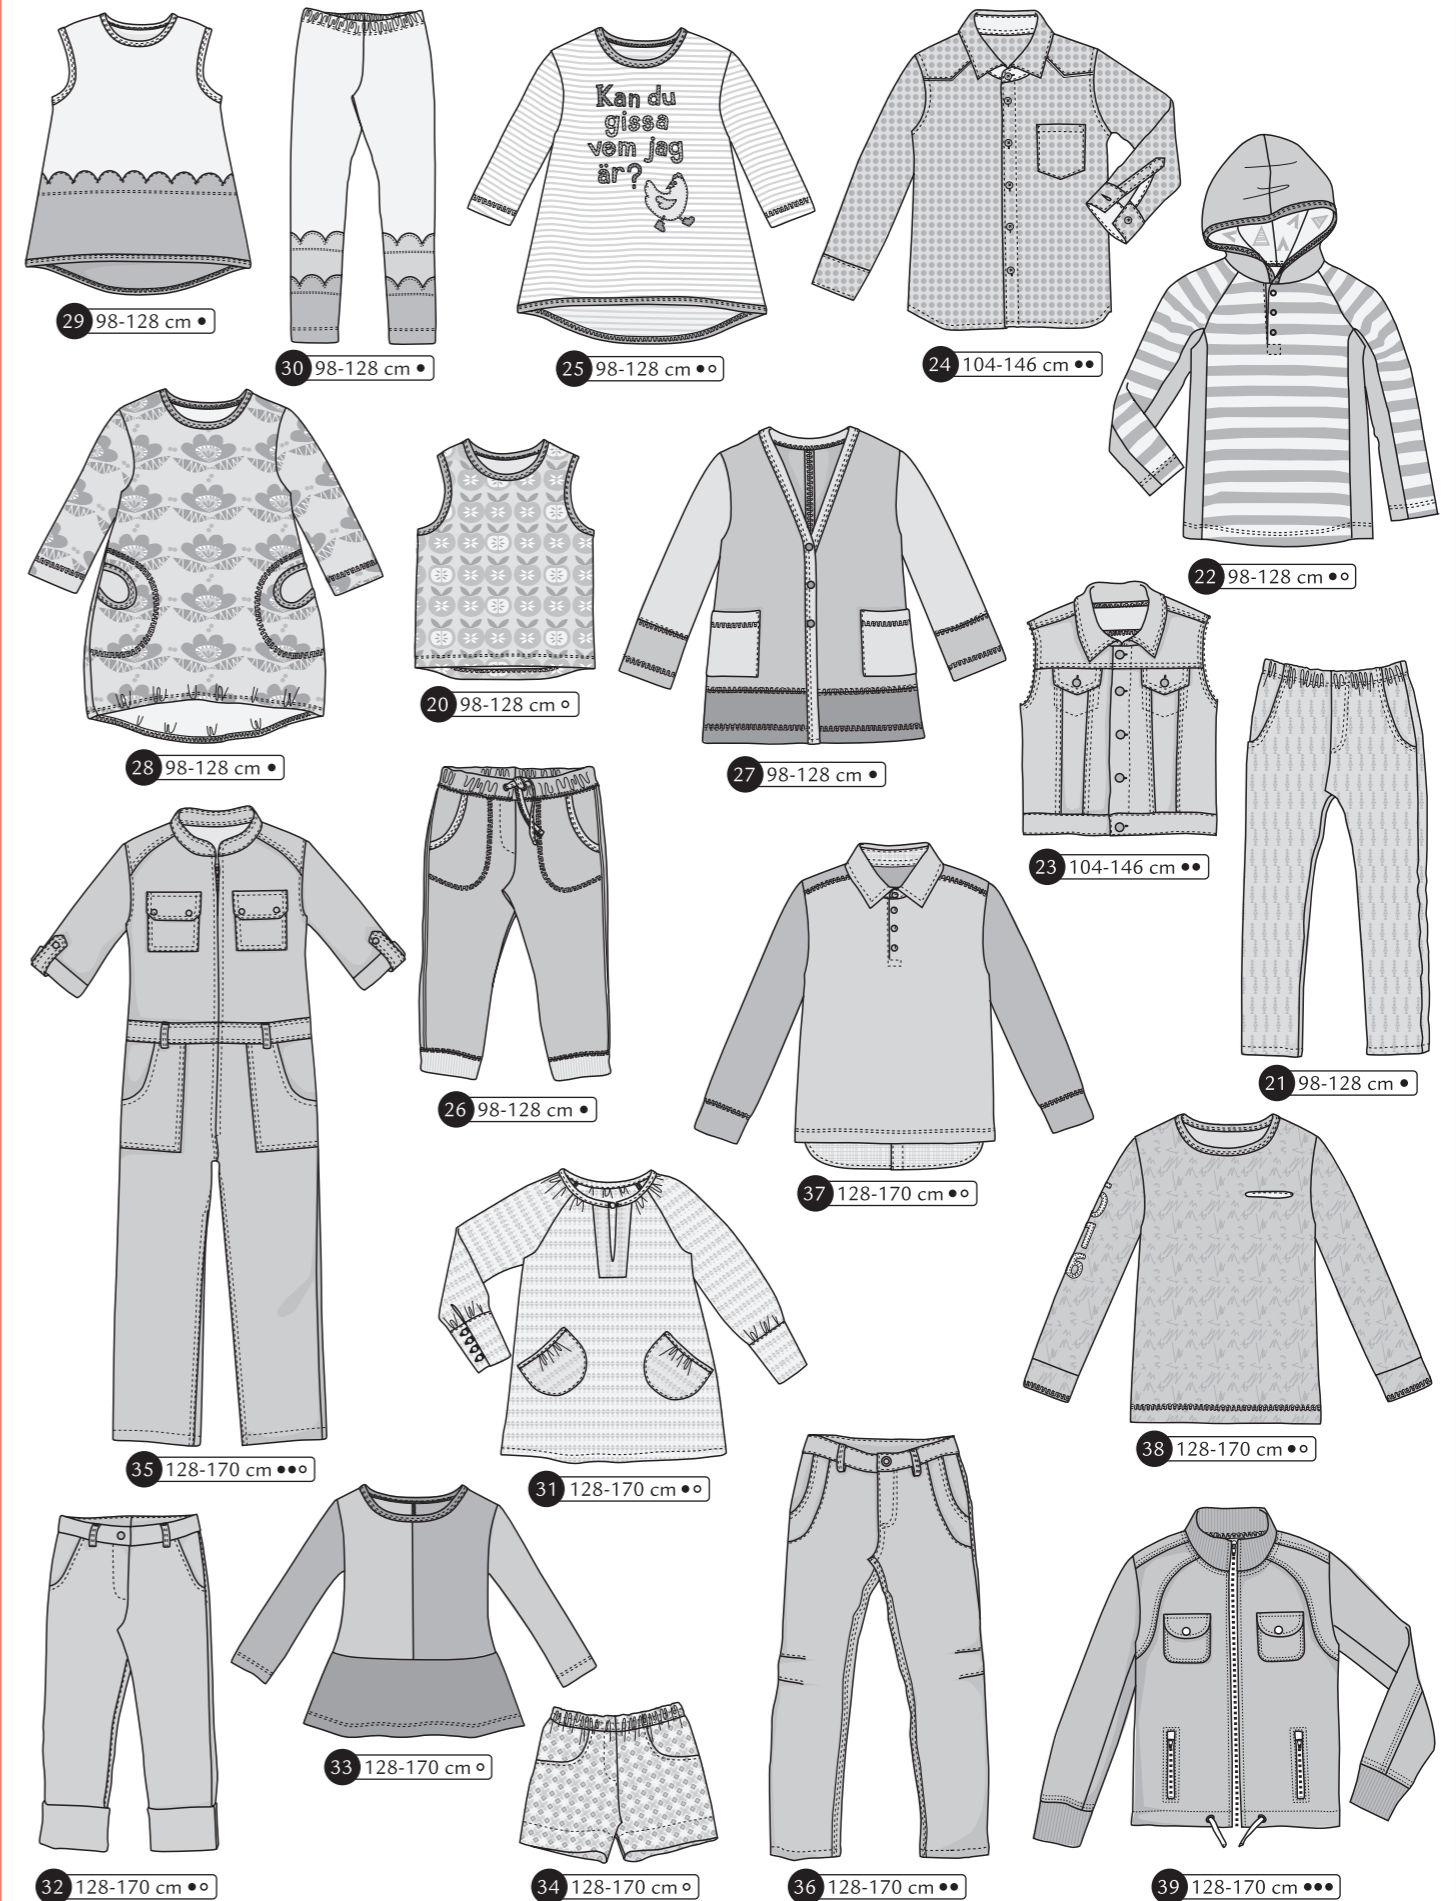 Kan du
gissa
vem jag
är?
29 98-128 cm ●
30 98-128 cm ●
25 98-128 cm ●○
24 104-146 cm ●●
22 98-128 cm ●○
28 98-128 cm ●
20 98-128 cm ○
27 98-128 cm ●
23 104-146 cm ●●
26 98-128 cm ●
21 98-128 cm ●
37 128-170 cm ●○
35 128-170 cm ●●○
31 128-170 cm ●○
38 128-170 cm ●○
33 128-170 cm ○
32 128-170 cm ●○
34 128-170 cm ○
36 128-170 cm ●●
39 128-170 cm ●●●